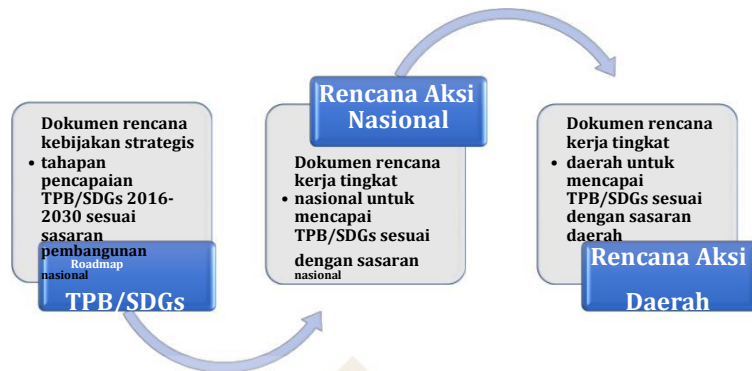 Dokumen rencana
kebijakan strategis
• tahapan
pencapaian
TPB/SDGs 2016-
2030 sesuai
sasaran
pembangunan
nasional
Roadmap
TPB/SDGs
Rencana Aksi
Nasional
Dokumen rencana
kerja tingkat
• nasional untuk
mencapai
TPB/SDGs sesuai
dengan sasaran
nasional
Dokumen rencana
kerja tingkat
• daerah untuk
mencapai
TPB/SDGs sesuai
dengan sasaran
daerah
Rencana Aksi
Daerah